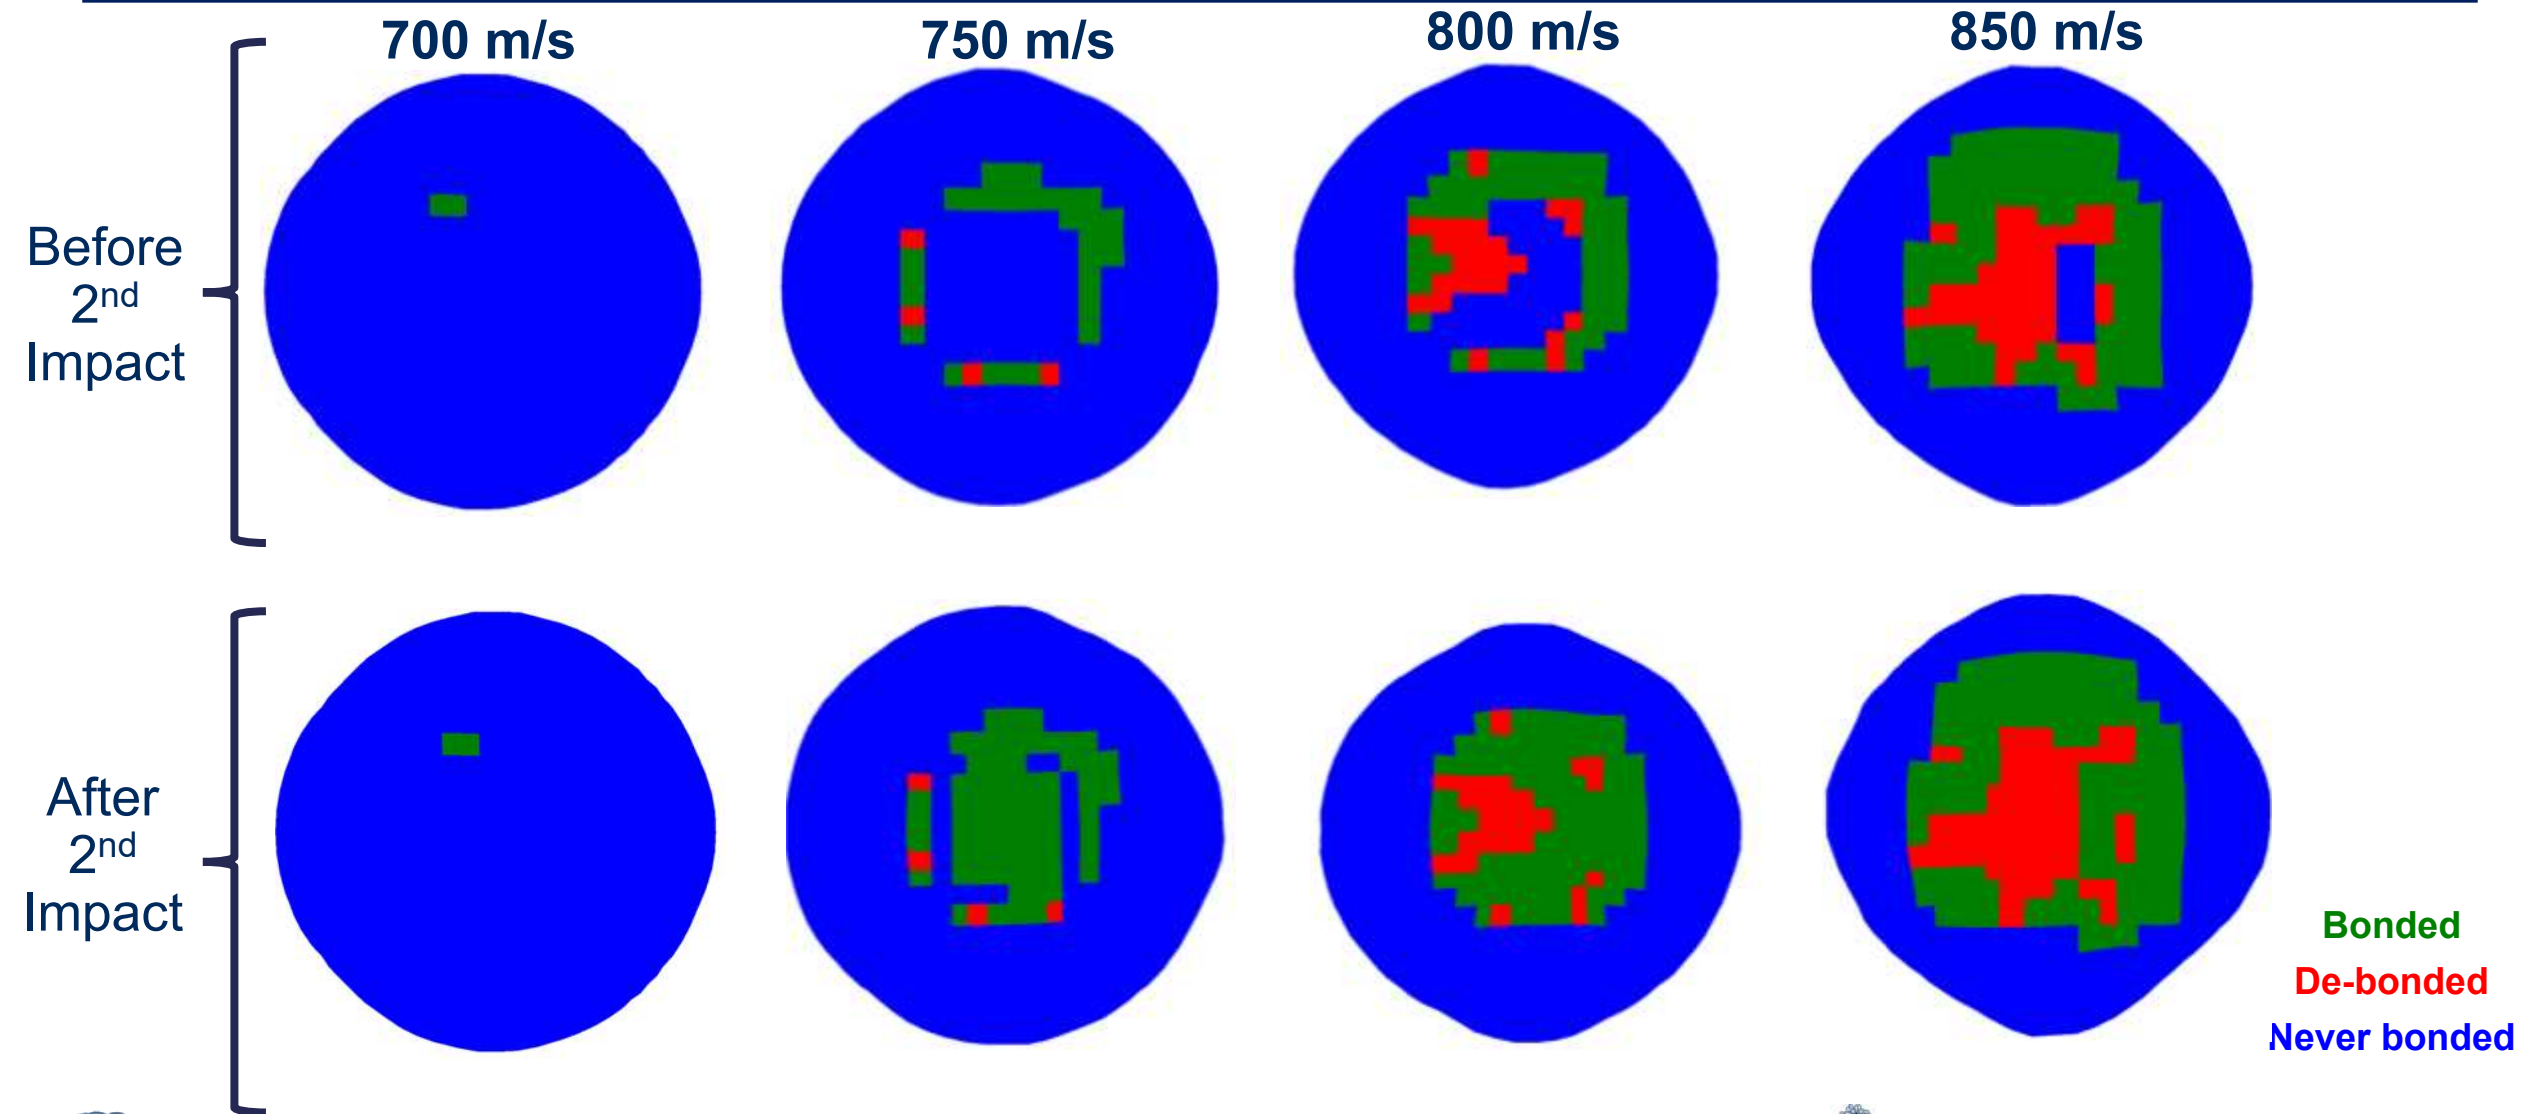 700 m/s
750 m/s
800 m/s
850 m/s
Before
2nd
Impact
After
2nd
Impact
Bonded
De-bonded
Never bonded